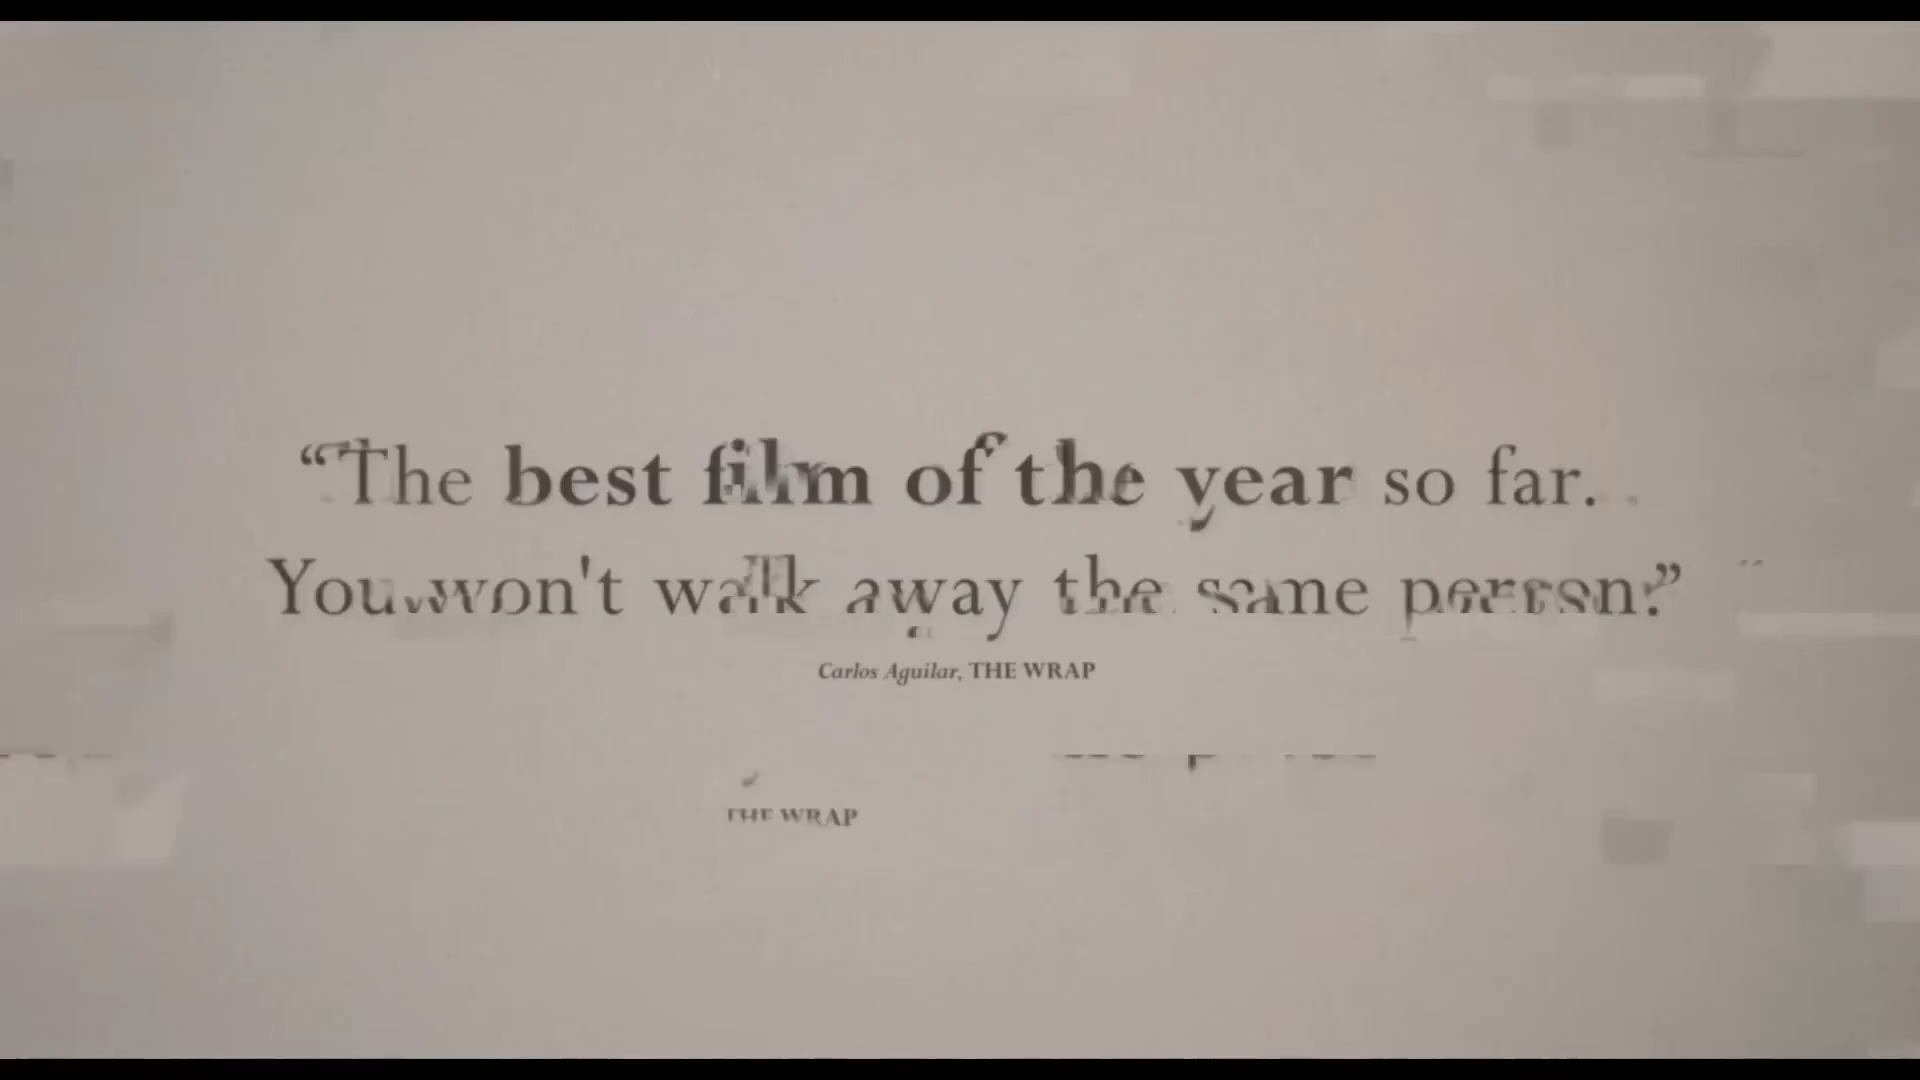 “The best film of the year so far.
You won't walk away the same person.”
Carlos Aguilar, THE WRAP
THE WRAP